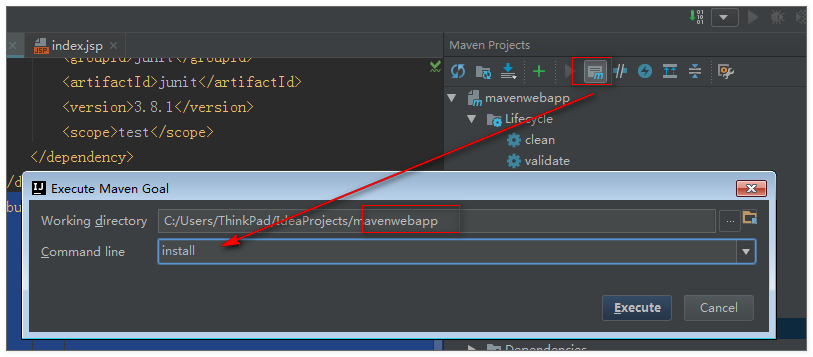 index.jsp
Maven Projects
<groupId>junit</groupId>
<artifactId>junit</artifactId>
<version>3.8.1</version>
<scope>test</scope>
</dependency>
mavenwebapp
Lifecycle
clean
validate
Execute Maven Goal
Working directory
C:/Users/ThinkPad/IdeaProjects/mavenwebapp
...
Command line
install
Execute
Cancel
Dependencies